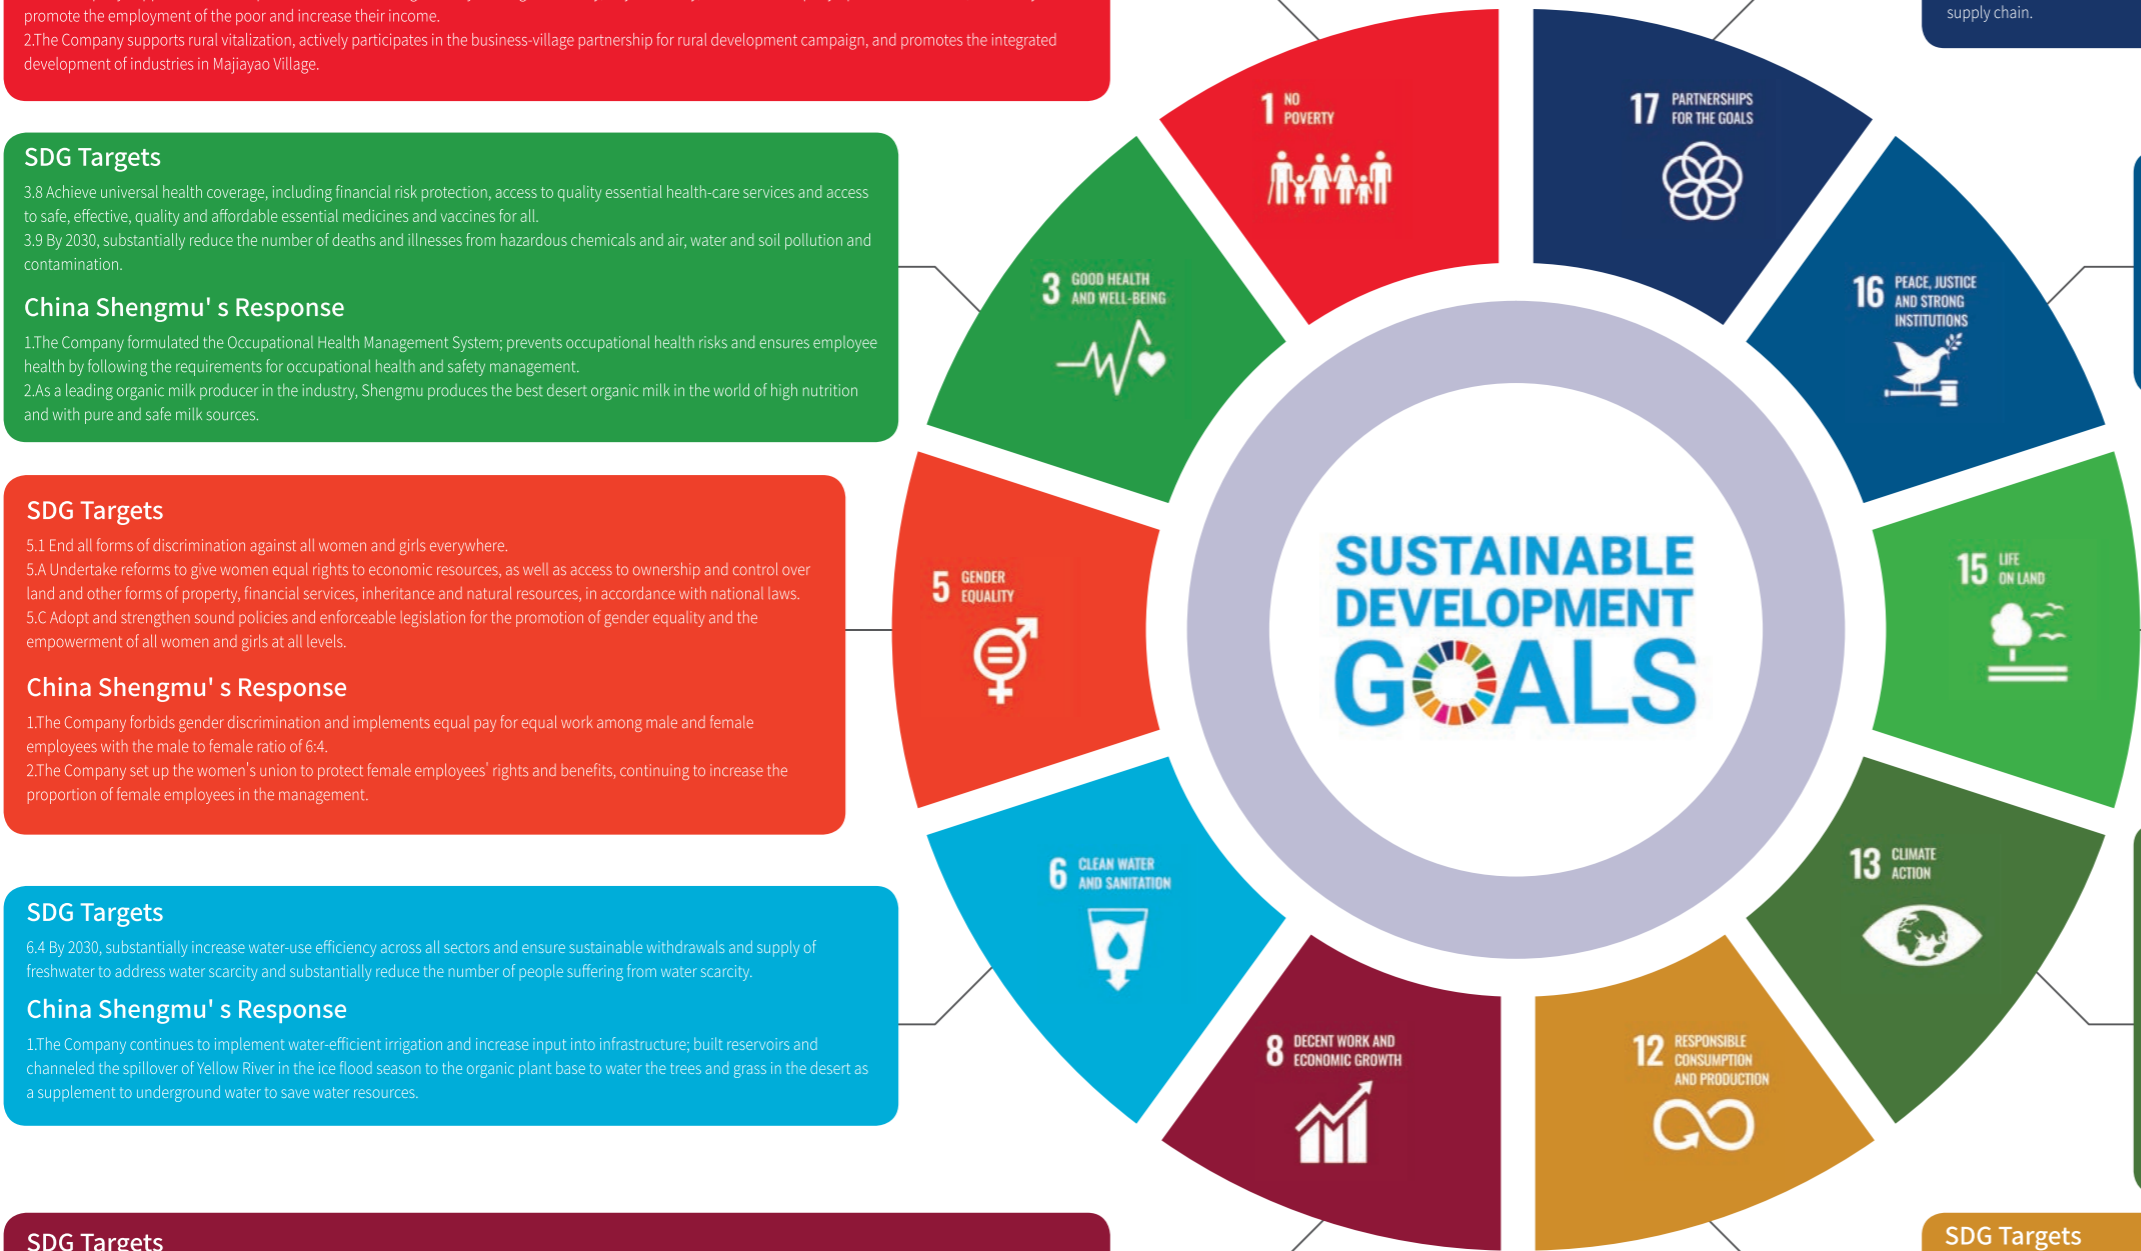 promote the employment of the poor and increase their income.
2.The Company supports rural vitalization, actively participates in the business-village partnership for rural development campaign, and promotes the integrated
development of industries in Majiayao Village.
supply chain.
SDG Targets
3.8 Achieve universal health coverage, including financial risk protection, access to quality essential health-care services and access
to safe, effective, quality and affordable essential medicines and vaccines for all.
3.9 By 2030, substantially reduce the number of deaths and illnesses from hazardous chemicals and air, water and soil pollution and
contamination.
China Shengmu' s Response
1.The Company formulated the Occupational Health Management System; prevents occupational health risks and ensures employee
health by following the requirements for occupational health and safety management.
2.As a leading organic milk producer in the industry, Shengmu produces the best desert organic milk in the world of high nutrition
and with pure and safe milk sources.
SDG Targets
5.1 End all forms of discrimination against all women and girls everywhere.
5.A Undertake reforms to give women equal rights to economic resources, as well as access to ownership and control over
land and other forms of property, financial services, inheritance and natural resources, in accordance with national laws.
5.C Adopt and strengthen sound policies and enforceable legislation for the promotion of gender equality and the
empowerment of all women and girls at all levels.
China Shengmu' s Response
1.The Company forbids gender discrimination and implements equal pay for equal work among male and female
employees with the male to female ratio of 6:4.
2.The Company set up the women's union to protect female employees' rights and benefits, continuing to increase the
proportion of female employees in the management.
SDG Targets
6.4 By 2030, substantially increase water-use efficiency across all sectors and ensure sustainable withdrawals and supply of
freshwater to address water scarcity and substantially reduce the number of people suffering from water scarcity.
China Shengmu' s Response
1.The Company continues to implement water-efficient irrigation and increase input into infrastructure; built reservoirs and
channeled the spillover of Yellow River in the ice flood season to the organic plant base to water the trees and grass in the desert as
a supplement to underground water to save water resources.
SDG Targets
1 NO
POVERTY
17 PARTNERSHIPS
FOR THE GOALS
3 GOOD HEALTH
AND WELL-BEING
16 PEACE, JUSTICE
AND STRONG
INSTITUTIONS
5 GENDER
EQUALITY
15 LIFE
ON LAND
SUSTAINABLE
DEVELOPMENT
GOALS
6 CLEAN WATER
AND SANITATION
13 CLIMATE
ACTION
8 DECENT WORK AND
ECONOMIC GROWTH
12 RESPONSIBLE
CONSUMPTION
AND PRODUCTION
SDG Targets